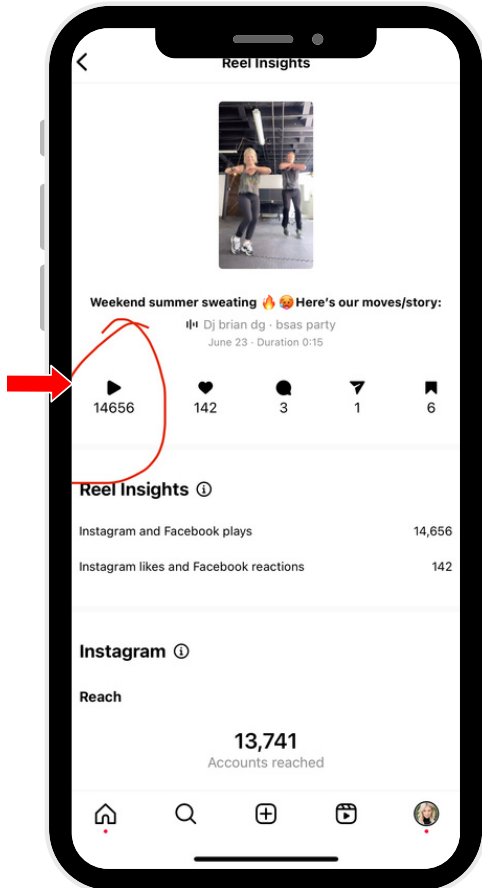 Reel Insights
Weekend summer sweating 🔥 🥵 Here's our moves/story:
Dj brian dg · bsas party
June 23 · Duration 0:15
14656 142 3 1 6
Reel Insights
Instagram and Facebook plays 14,656
Instagram likes and Facebook reactions 142
Instagram
Reach
13,741
Accounts reached